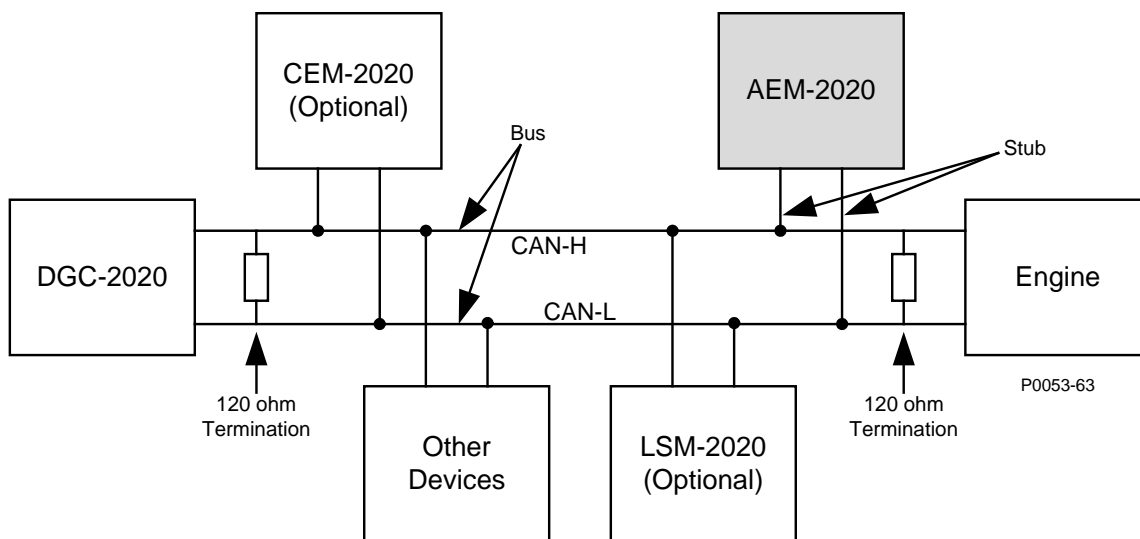 CEM-2020
(Optional)
AEM-2020
Bus
Stub
DGC-2020
CAN-H
Engine
CAN-L
P0053-63
120 ohm
Termination
120 ohm
Termination
Other
Devices
LSM-2020
(Optional)